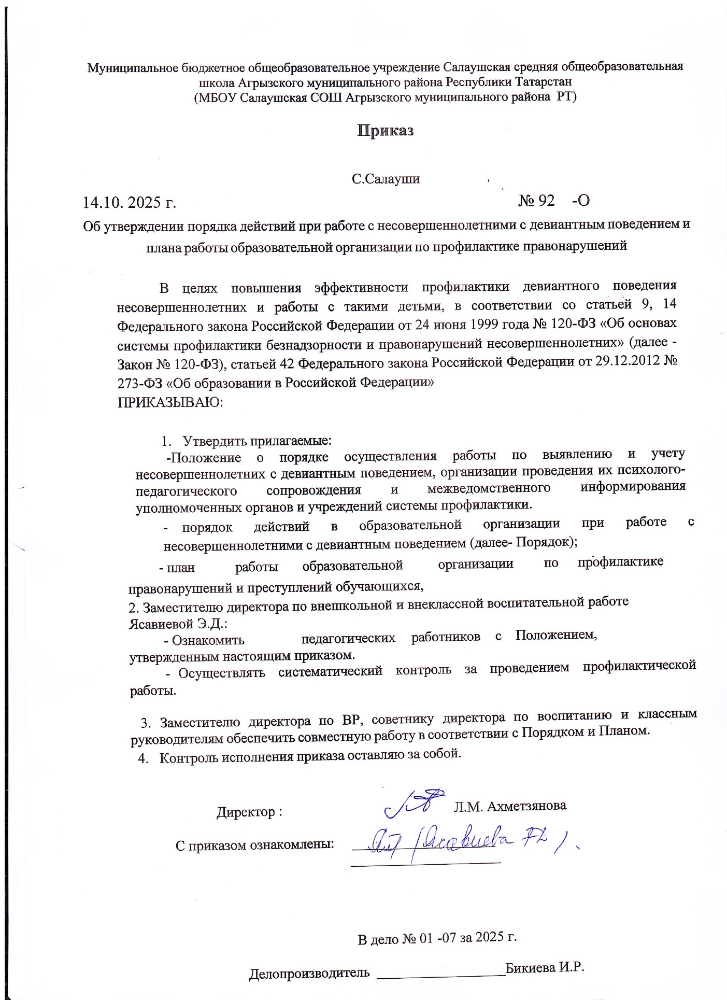 Муниципальное бюджетное общеобразовательное учреждение Салаушская средняя общеобразовательная
школа Агрызского муниципального района Республики Татарстан
(МБОУ Салаушская СОШ Агрызского муниципального района РТ)
Приказ
С.Салауши
14.10. 2025 г. № 92 -О
Об утверждении порядка действий при работе с несовершеннолетними с девиантным поведением и
плана работы образовательной организации по профилактике правонарушений
В целях повышения эффективности профилактики девиантного поведения
несовершеннолетних и работы с такими детьми, в соответствии со статьей 9, 14
Федерального закона Российской Федерации от 24 июня 1999 года № 120-ФЗ «Об основах
системы профилактики безнадзорности и правонарушений несовершеннолетних» (далее -
Закон № 120-ФЗ), статьей 42 Федерального закона Российской Федерации от 29.12.2012 №
273-ФЗ «Об образовании в Российской Федерации»
ПРИКАЗЫВАЮ:
1. Утвердить прилагаемые:
-Положение о порядке осуществления работы по выявлению и учету
несовершеннолетних с девиантным поведением, организации проведения их психолого-
педагогического сопровождения и межведомственного информирования
уполномоченных органов и учреждений системы профилактики.
- порядок действий в образовательной организации при работе с
несовершеннолетними с девиантным поведением (далее- Порядок);
- план работы образовательной организации по профилактике
правонарушений и преступлений обучающихся,
2. Заместителю директора по внешкольной и внеклассной воспитательной работе
Ясавиевой Э.Д.:
- Ознакомить педагогических работников с Положением,
утвержденным настоящим приказом.
- Осуществлять систематический контроль за проведением профилактической
работы.
3. Заместителю директора по ВР, советнику директора по воспитанию и классным
руководителям обеспечить совместную работу в соответствии с Порядком и Планом.
4. Контроль исполнения приказа оставляю за собой.
Директор : Л.М. Ахметзянова
С приказом ознакомлены: (Ясавиева ЭД)
В дело № 01 -07 за 2025 г.
Делопроизводитель __________________Бикиева И.Р.